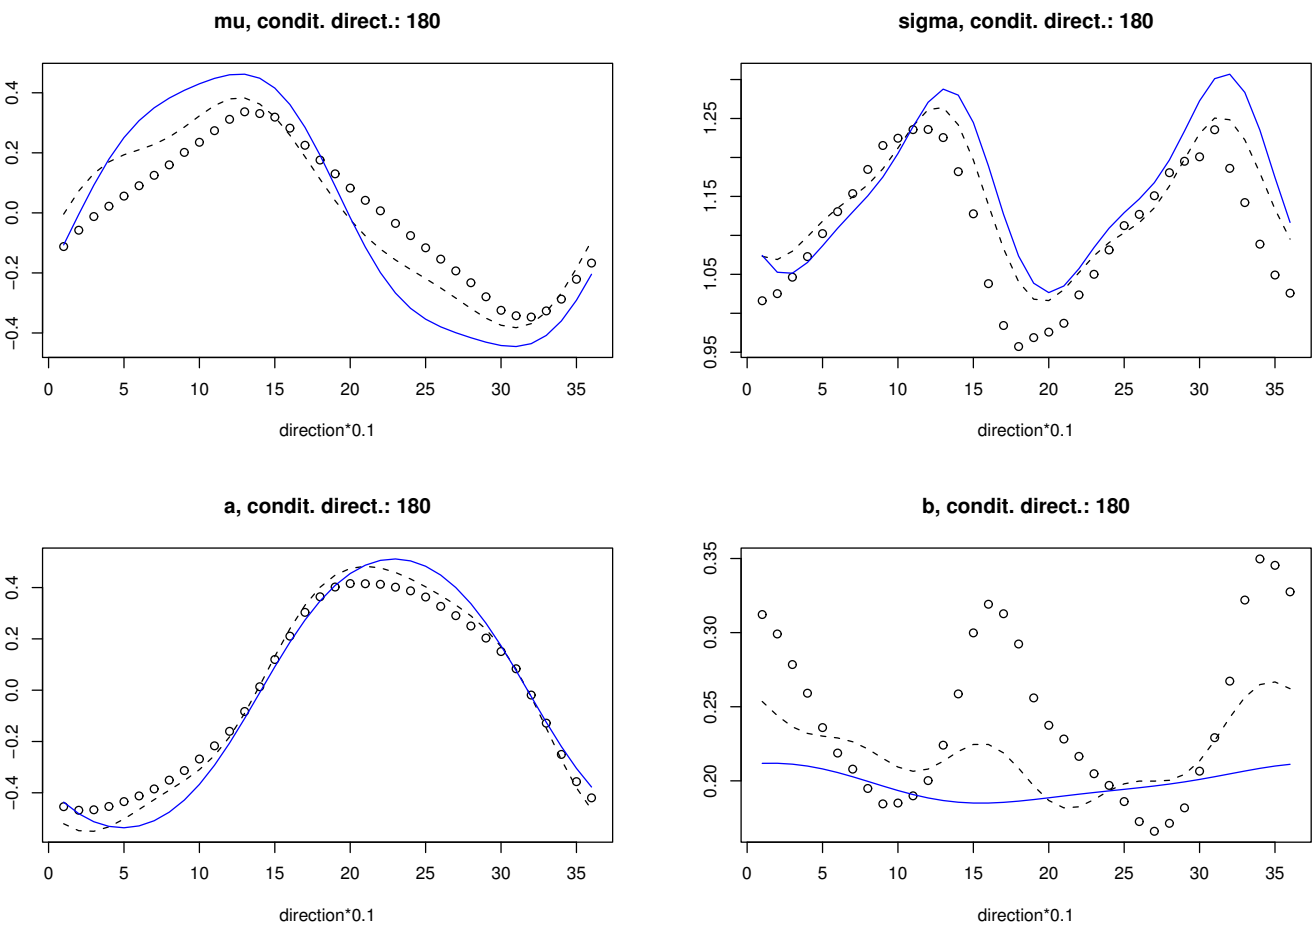 mu, condit. direct.: 180
0.4
0.2
0.0
−0.2
−0.4
0 5 10 15 20 25 30 35
direction*0.1
sigma, condit. direct.: 180
1.25
1.15
1.05
0.95
0 5 10 15 20 25 30 35
direction*0.1
a, condit. direct.: 180
0.4
0.2
0.0
−0.2
−0.4
0 5 10 15 20 25 30 35
direction*0.1
b, condit. direct.: 180
0.35
0.30
0.25
0.20
0 5 10 15 20 25 30 35
direction*0.1